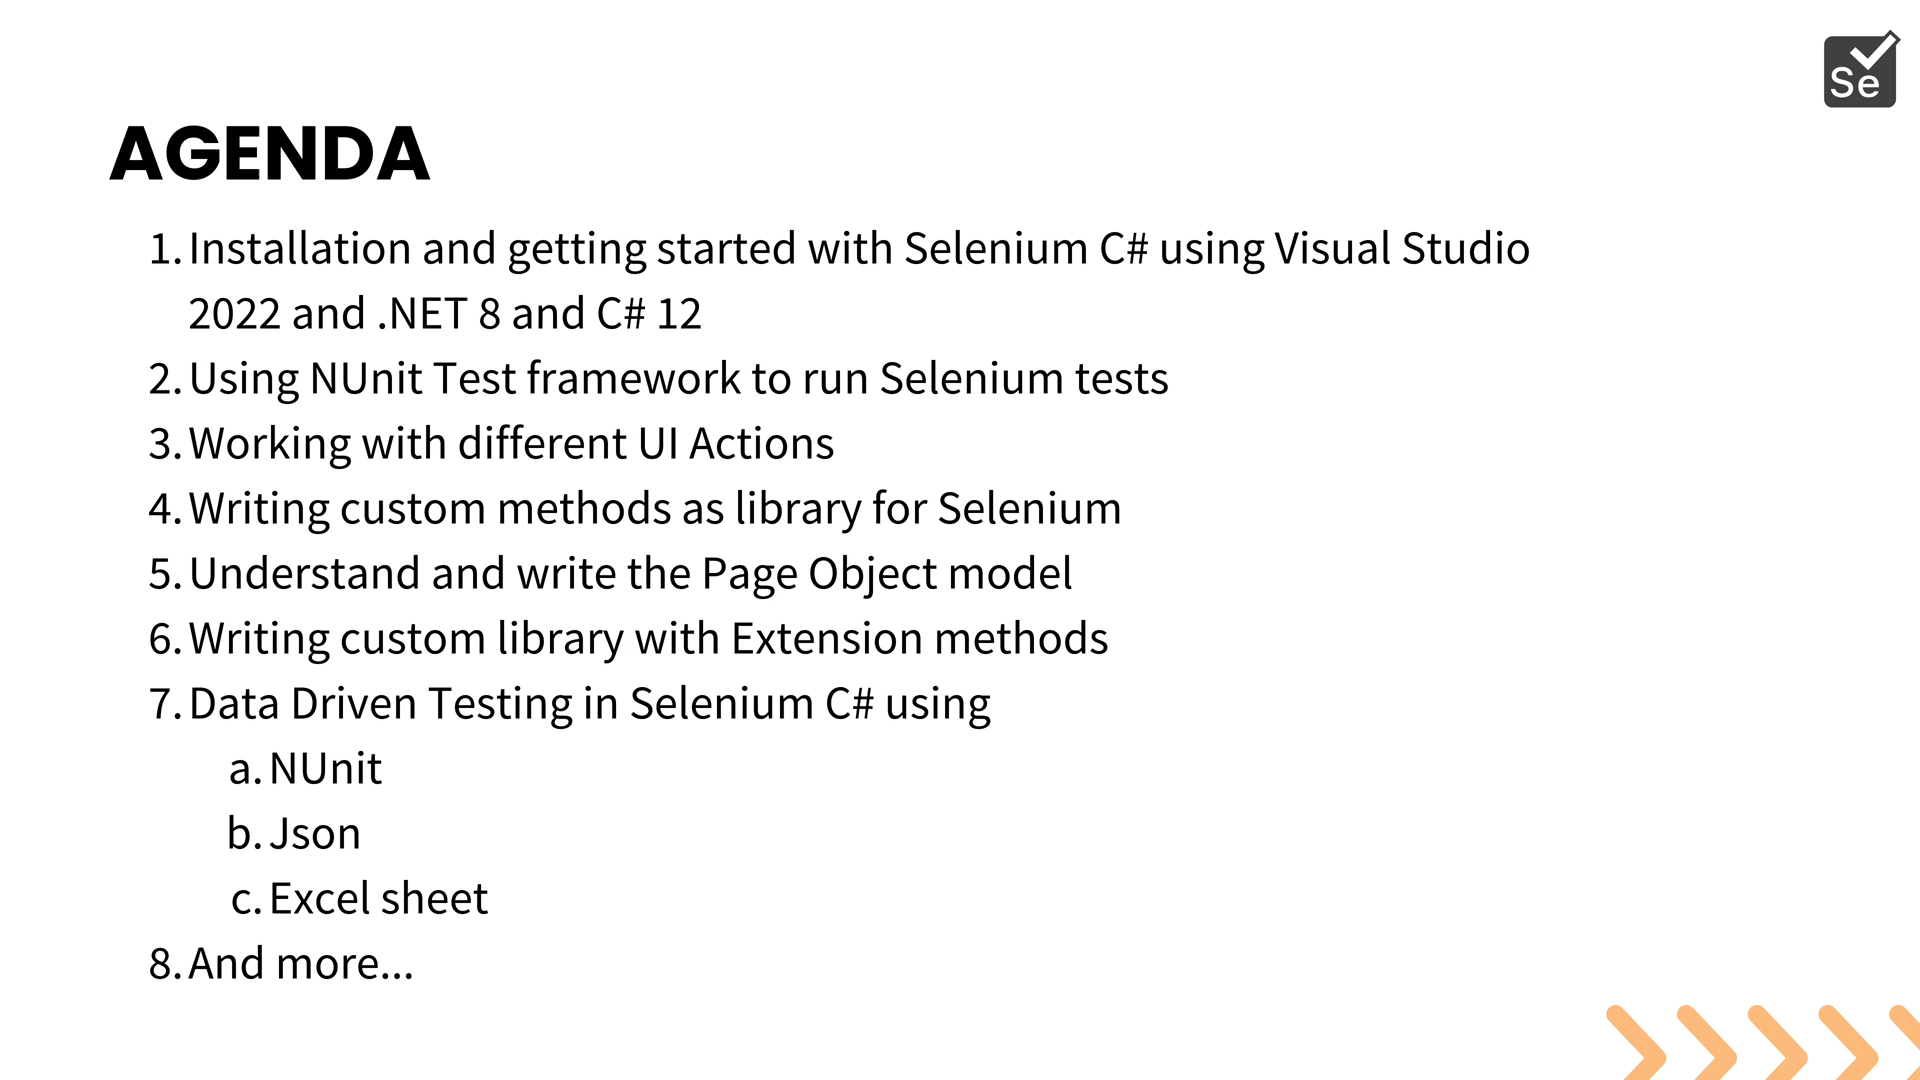 Se
AGENDA
1. Installation and getting started with Selenium C# using Visual Studio
2022 and .NET 8 and C# 12
2. Using NUnit Test framework to run Selenium tests
3. Working with different UI Actions
4. Writing custom methods as library for Selenium
5. Understand and write the Page Object model
6. Writing custom library with Extension methods
7. Data Driven Testing in Selenium C# using
a. NUnit
b. Json
c. Excel sheet
8. And more...